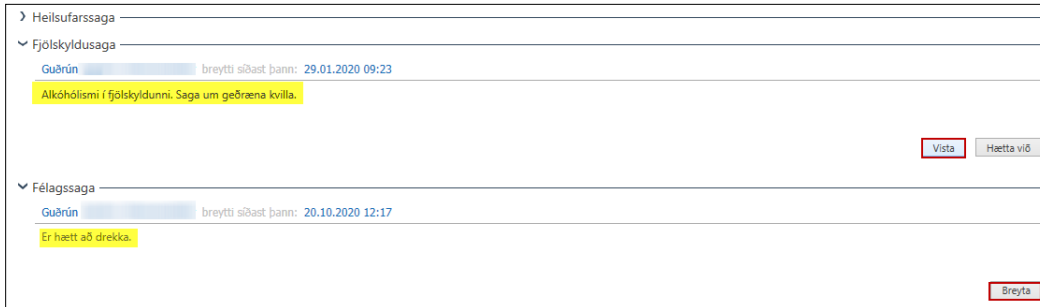 Heilsufarssaga
Fjölskyldusaga
Guðrún breytti síðast þann: 29.01.2020 09:23
Alkóhólismi í fjölskyldunni. Saga um geðræna kvilla.
Vista Hætta við
Félagssaga
Guðrún breytti síðast þann: 20.10.2020 12:17
Er hætt að drekka.
Breyta